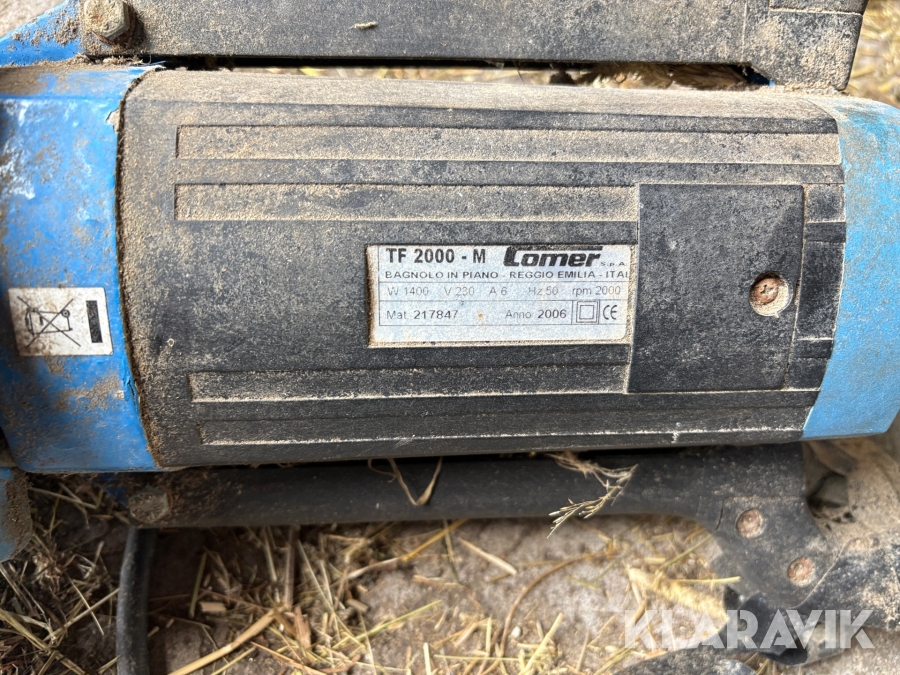 TF 2000 - M Comer S.p.A.
BAGNOLO IN PIANO - REGGIO EMILIA - ITAL
W 1400 V 230 A 6 Hz 50 rpm 2000
Mat 217847 Anno 2006 CE
KLARAVIK